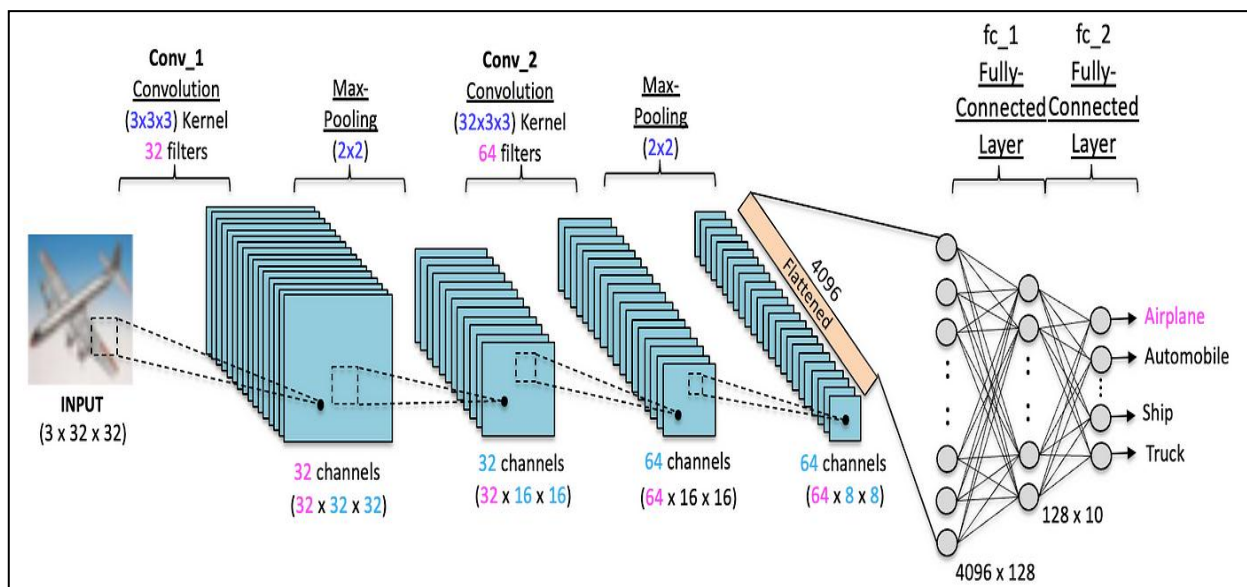 Conv_1
Convolution
(3x3x3) Kernel
32 filters
Max-
Pooling
(2x2)
Conv_2
Convolution
(32x3x3) Kernel
64 filters
Max-
Pooling
(2x2)
fc_1
Fully-
Connected
Layer
fc_2
Fully-
Connected
Layer
INPUT
(3 x 32 x 32)
32 channels
(32 x 32 x 32)
32 channels
(32 x 16 x 16)
64 channels
(64 x 16 x 16)
64 channels
(64 x 8 x 8)
4096
Flattened
4096 x 128
128 x 10
Airplane
Automobile
Ship
Truck